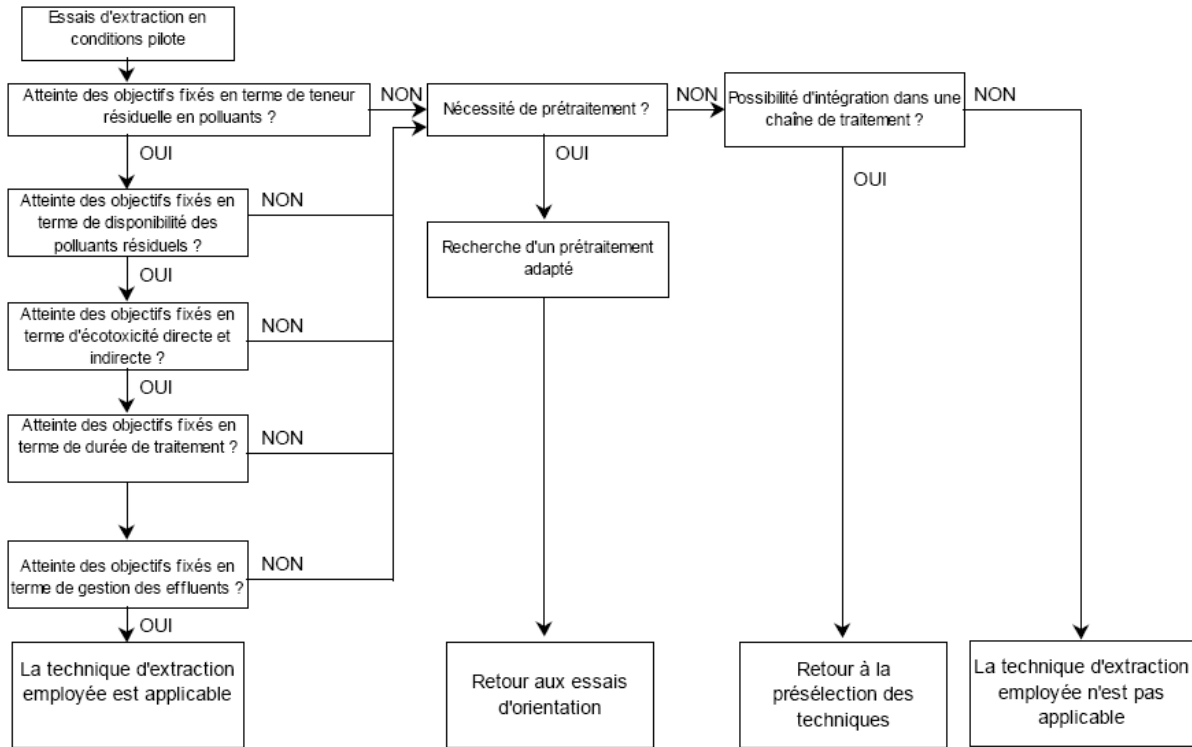 Essais d'extraction en
conditions pilote
Atteinte des objectifs fixés en terme de teneur
résiduelle en polluants ?
NON
Nécessité de prétraitement ?
NON
Possibilité d'intégration dans une
chaîne de traitement ?
NON
OUI
OUI
OUI
Atteinte des objectifs fixés en
terme de disponibilité des
polluants résiduels ?
NON
Recherche d'un prétraitement
adapté
OUI
Atteinte des objectifs fixés en
terme d'écotoxicité directe et
indirecte ?
NON
OUI
Atteinte des objectifs fixés en
terme de durée de traitement ?
NON
Atteinte des objectifs fixés en
terme de gestion des effluents ?
NON
OUI
La technique d'extraction
employée est applicable
Retour aux essais
d'orientation
Retour à la
présélection des
techniques
La technique d'extraction
employée n'est pas
applicable